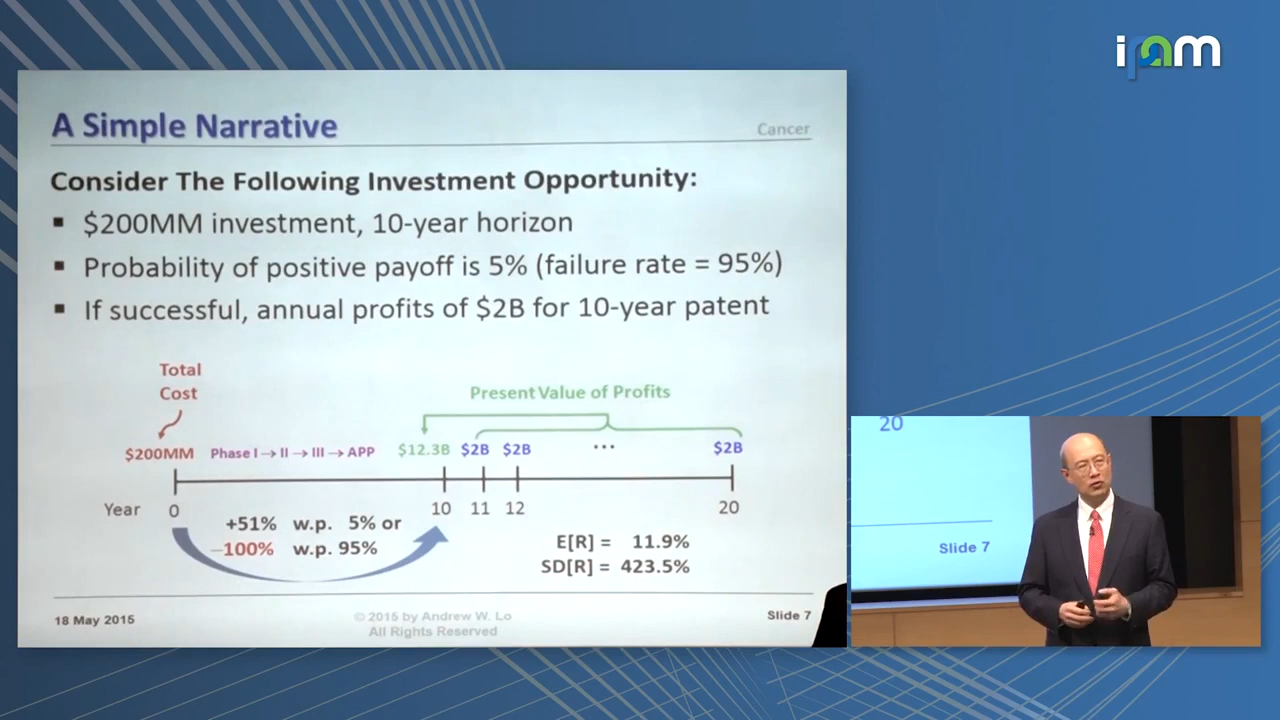 ipam
A Simple Narrative
Cancer
Consider The Following Investment Opportunity:
▪ $200MM investment, 10-year horizon
▪ Probability of positive payoff is 5% (failure rate = 95%)
▪ If successful, annual profits of $2B for 10-year patent
Total
Cost
Present Value of Profits
$200MM Phase I → II → III → APP $12.3B $2B $2B ... $2B
Year 0 10 11 12 20
+51% w.p. 5% or
−100% w.p. 95%
E[R] = 11.9%
SD[R] = 423.5%
18 May 2015
© 2015 by Andrew W. Lo
All Rights Reserved
Slide 7
20
Slide 7